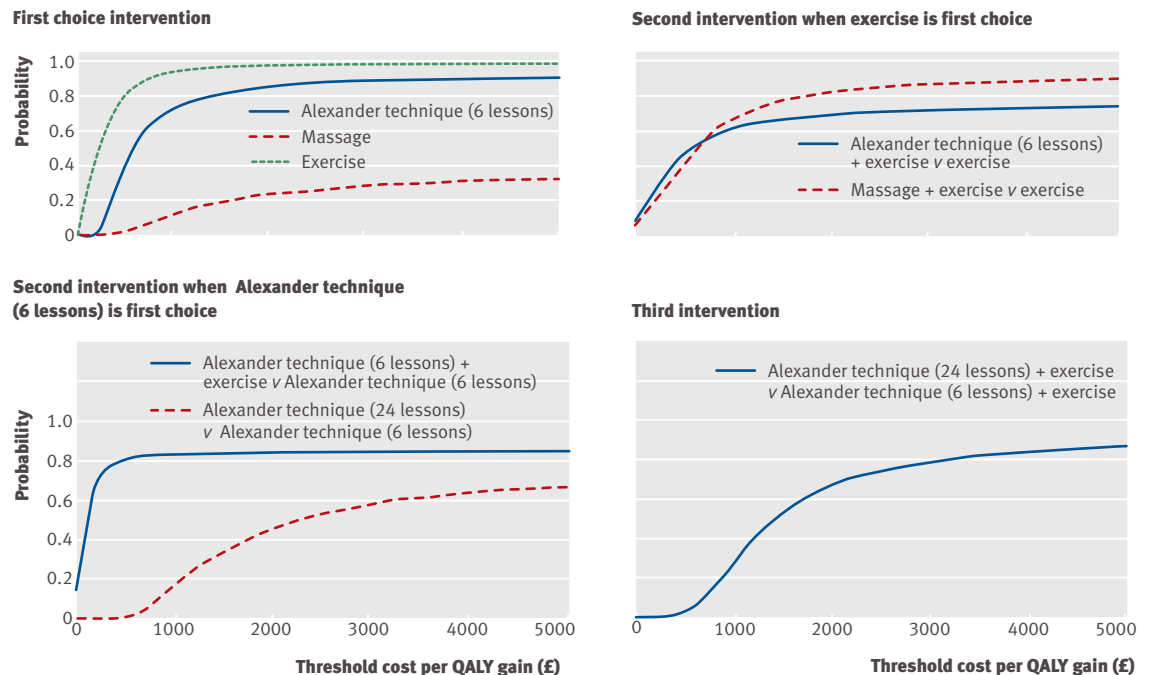 First choice intervention
Probability
1.0
0.8
0.6
0.4
0.2
0
Alexander technique (6 lessons)
Massage
Exercise
Second intervention when exercise is first choice
Alexander technique (6 lessons)
+ exercise v exercise
Massage + exercise v exercise
Second intervention when Alexander technique
(6 lessons) is first choice
Probability
1.0
0.8
0.6
0.4
0.2
0
Alexander technique (6 lessons) +
exercise v Alexander technique (6 lessons)
Alexander technique (24 lessons)
v Alexander technique (6 lessons)
0 1000 2000 3000 4000 5000
Threshold cost per QALY gain (£)
Third intervention
Alexander technique (24 lessons) + exercise
v Alexander technique (6 lessons) + exercise
0 1000 2000 3000 4000 5000
Threshold cost per QALY gain (£)